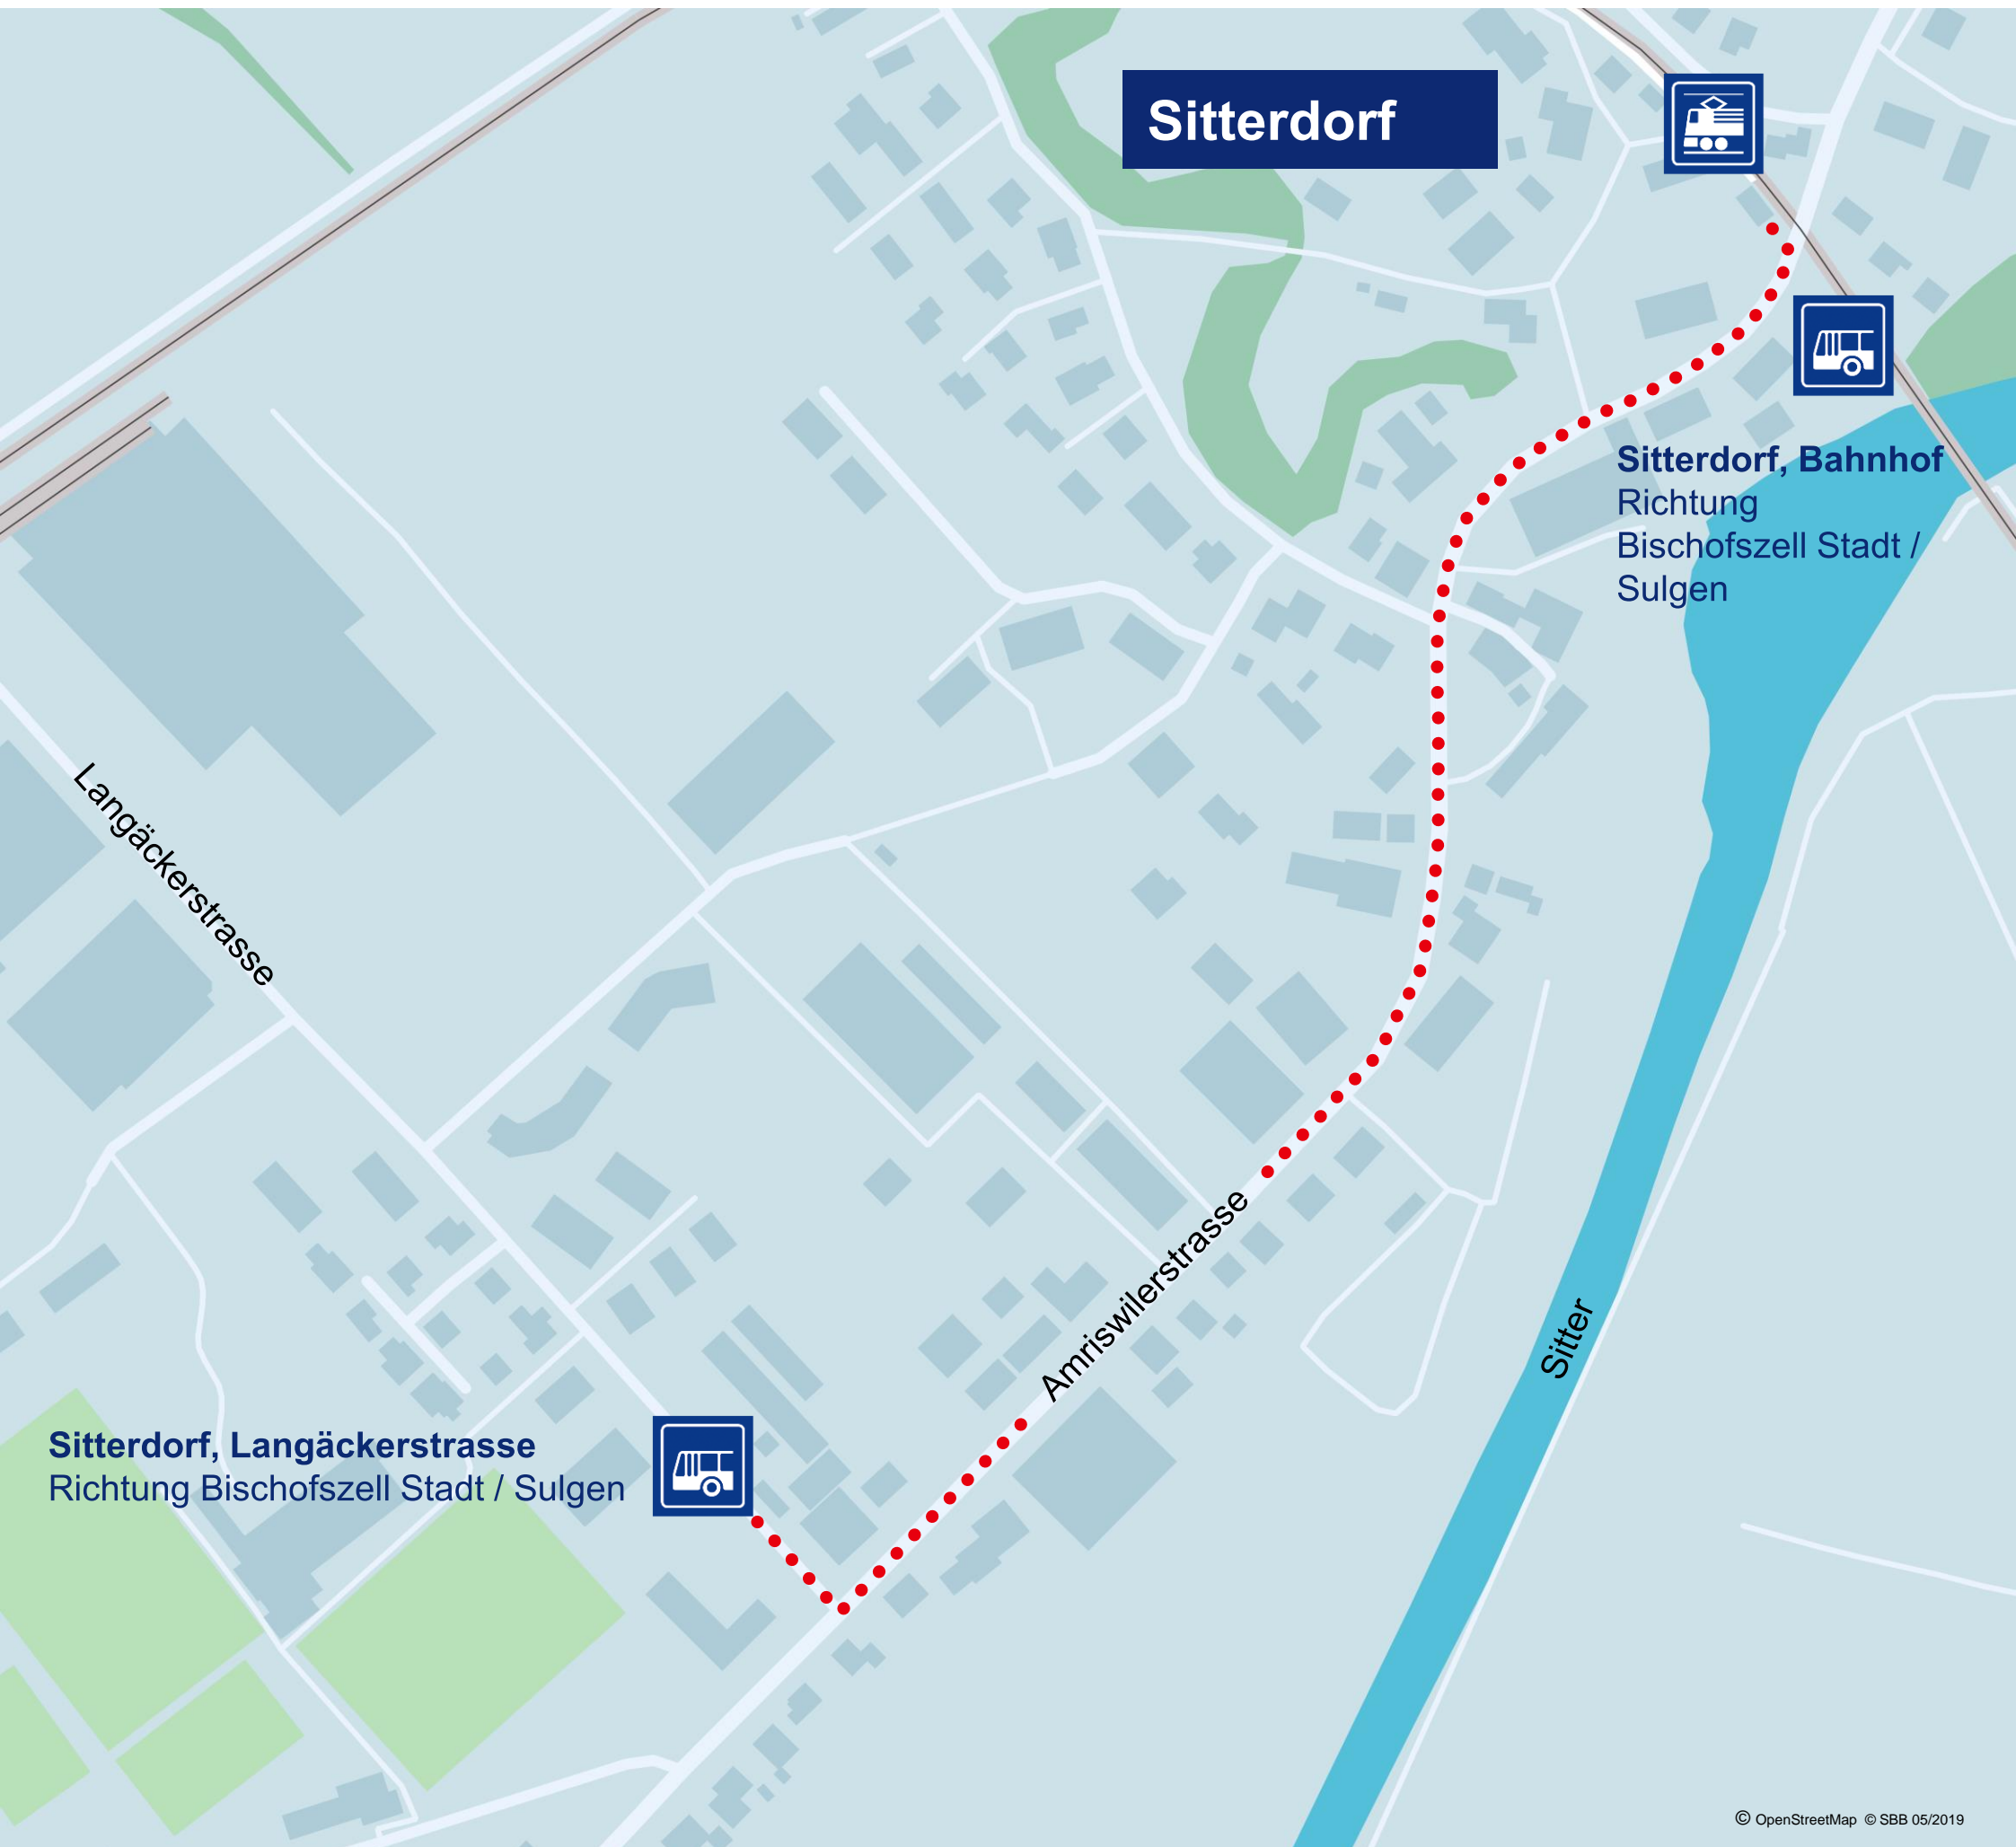 Sitterdorf
Sitterdorf, Bahnhof
Richtung
Bischofszell Stadt /
Sulgen
Langäckerstrasse
Amriswilerstrasse
Sitter
Sitterdorf, Langäckerstrasse
Richtung Bischofszell Stadt / Sulgen
© OpenStreetMap © SBB 05/2019